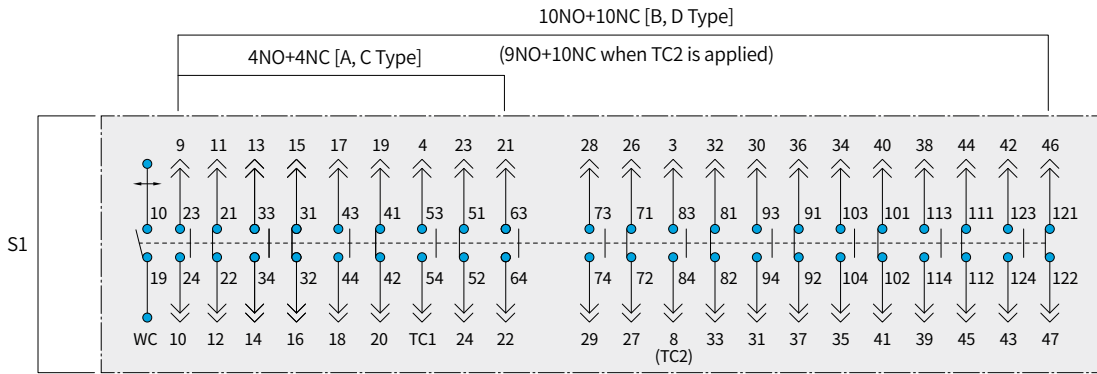 10NO+10NC [B, D Type]
4NO+4NC [A, C Type]
(9NO+10NC when TC2 is applied)
9 11 13 15 17 19 4 23 21 28 26 3 32 30 36 34 40 38 44 42 46
10 23 21 33 31 43 41 53 51 63 73 71 83 81 93 91 103 101 113 111 123 121
S1
19 24 22 34 32 44 42 54 52 64 74 72 84 82 94 92 104 102 114 112 124 122
WC 10 12 14 16 18 20 TC1 24 22 29 27 8 33 31 37 35 41 39 45 43 47
(TC2)